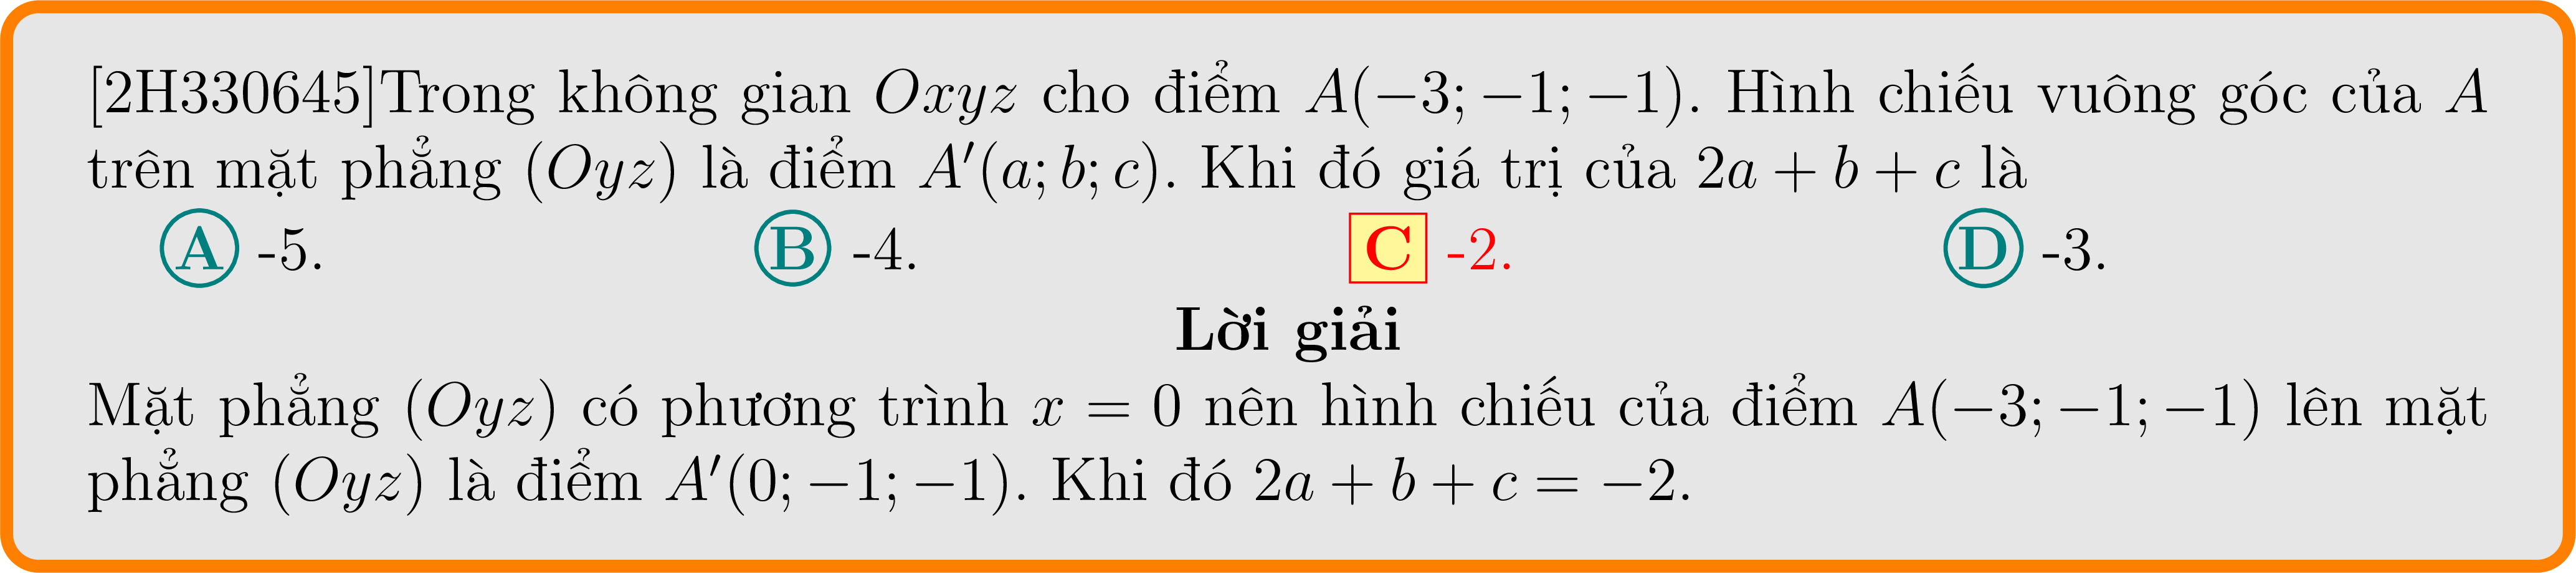 [2H330645]Trong không gian Oxyz cho điểm A(−3; −1; −1). Hình chiếu vuông góc của A
trên mặt phẳng (Oyz) là điểm A′(a; b; c). Khi đó giá trị của 2a + b + c là
A -5. B -4. C -2. D -3.
Lời giải
Mặt phẳng (Oyz) có phương trình x = 0 nên hình chiếu của điểm A(−3; −1; −1) lên mặt
phẳng (Oyz) là điểm A′(0; −1; −1). Khi đó 2a + b + c = −2.